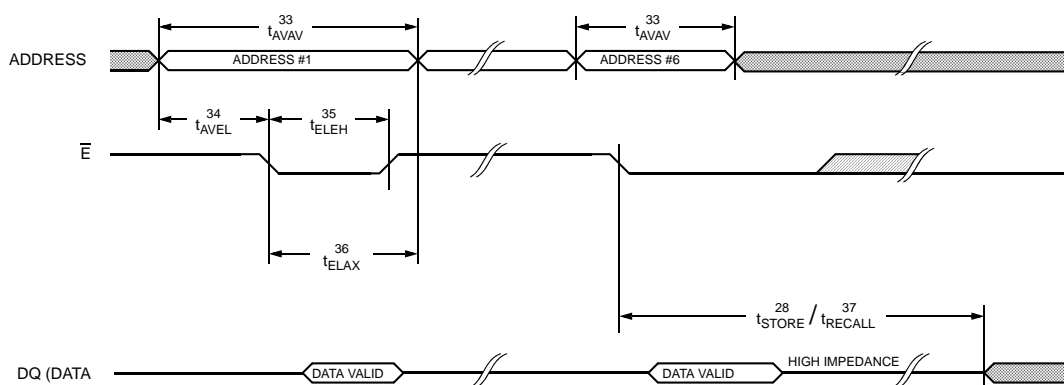 33 33
tAVAV tAVAV
ADDRESS ADDRESS #1 ADDRESS #6
34 35
tAVEL tELEH
E
36
tELAX
28 37
tSTORE / tRECALL
HIGH IMPEDANCE
DQ (DATA DATA VALID DATA VALID